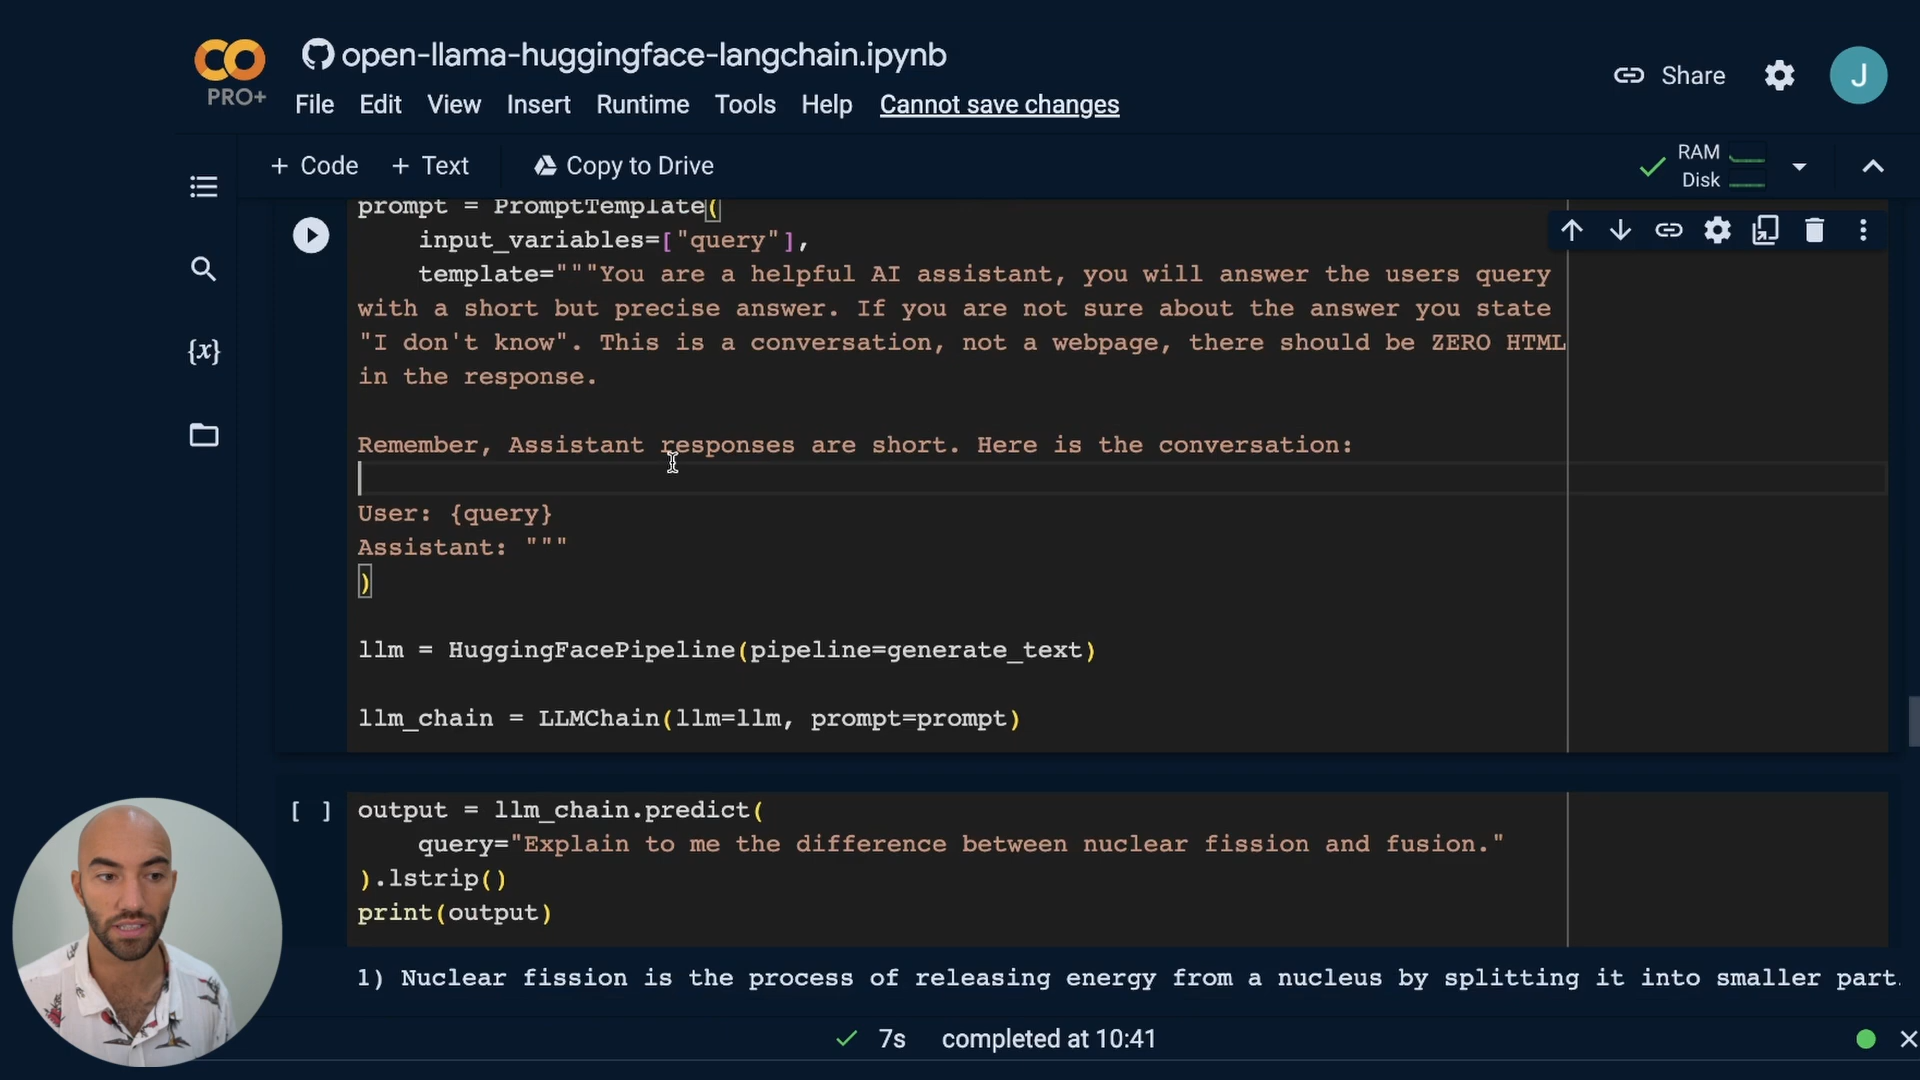 open-llama-huggingface-langchain.ipynb
PRO+
File Edit View Insert Runtime Tools Help Cannot save changes
Share
J
+ Code + Text Copy to Drive
RAM
Disk
prompt = PromptTemplate(
input_variables=["query"],
template="""You are a helpful AI assistant, you will answer the users query
with a short but precise answer. If you are not sure about the answer you state
"I don't know". This is a conversation, not a webpage, there should be ZERO HTML
in the response.
Remember, Assistant responses are short. Here is the conversation:
User: {query}
Assistant: """
)
llm = HuggingFacePipeline(pipeline=generate_text)
llm_chain = LLMChain(llm=llm, prompt=prompt)
[ ] output = llm_chain.predict(
query="Explain to me the difference between nuclear fission and fusion."
).lstrip()
print(output)
1) Nuclear fission is the process of releasing energy from a nucleus by splitting it into smaller part.
7s completed at 10:41
{x}